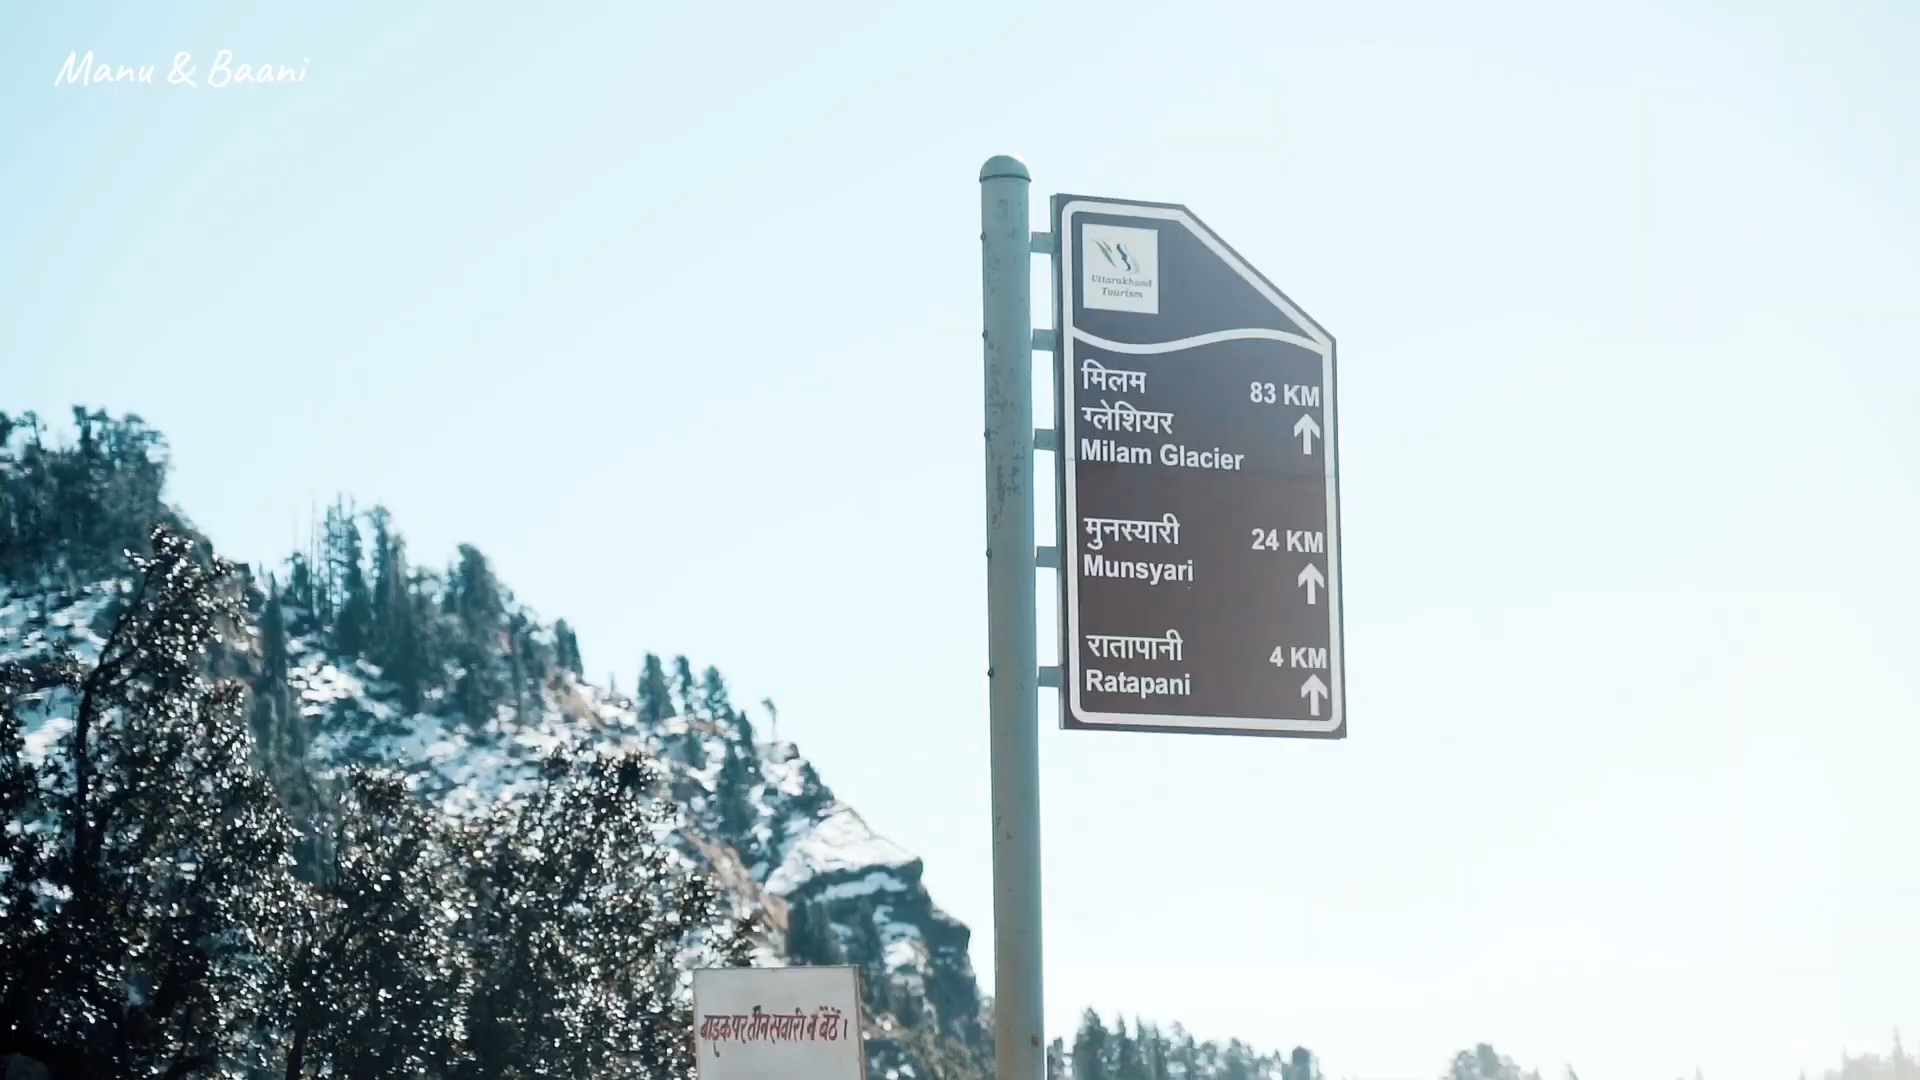 Manu & Baani
Uttarakhand
Tourism
मिलम
ग्लेशियर
Milam Glacier
83 KM
मुनस्यारी
Munsyari
24 KM
रातापानी
Ratapani
4 KM
बाइक पर तीन सवारी न बैठें।